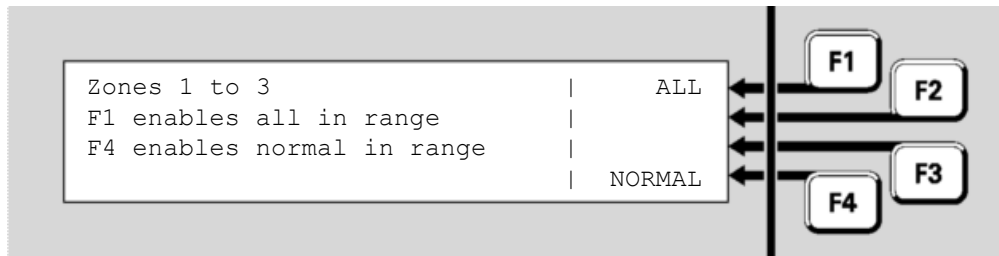 Zones 1 to 3 | ALL
F1 enables all in range |
F4 enables normal in range |
| NORMAL
F1
F2
F3
F4